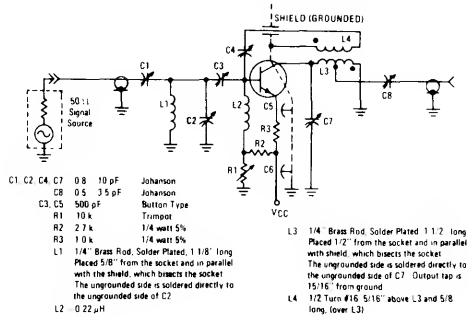 SHIELD (GROUNDED)
L4
C4
C1
C3
L3
C8
50 Ω
Signal
Source
L1
C2
L2
C5
R3
R2
C7
R1
C6
VCC
C1, C2, C4, C7 0.8 10 pF Johanson
C8 0.5 3.5 pF Johanson
C3, C5 500 pF Button Type
R1 10 k Trimpot
R2 2.7 k 1/4 watt 5%
R3 1.0 k 1/4 watt 5%
L1 1/4" Brass Rod, Solder Plated, 1 1/8" long
Placed 5/8" from the socket and in parallel
with the shield, which bisects the socket
The ungrounded side is soldered directly to
the ungrounded side of C2
L2 0.22 μH
L3 1/4" Brass Rod, Solder Plated 1 1/2" long
Placed 1/2" from the socket and in parallel
with shield, which bisects the socket
The ungrounded side is soldered directly to
the ungrounded side of C7 Output tap is
15/16" from ground
L4 1/2 Turn #16 5/16" above L3 and 5/8
long, (over L3)